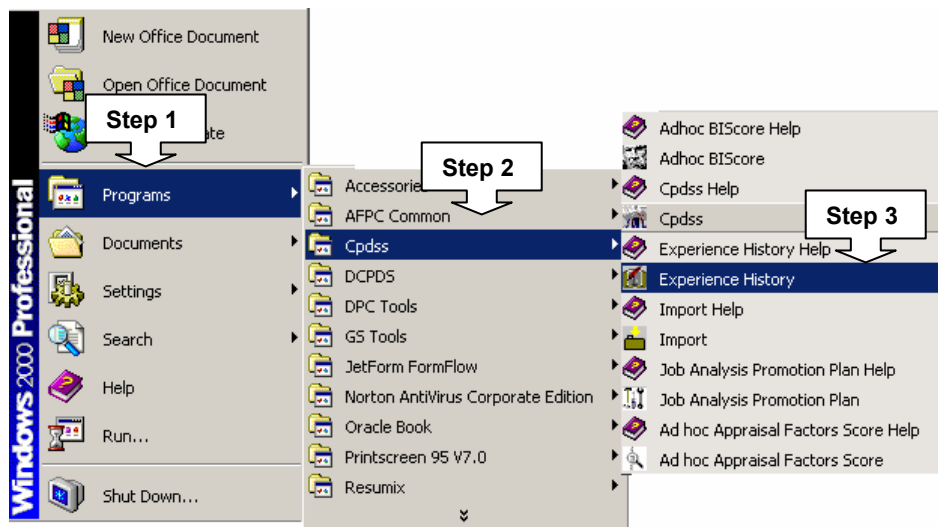 Windows 2000 Professional
New Office Document
Open Office Document
Step 1
Programs
Documents
Settings
Search
Help
Run...
Shut Down...
Step 2
AFPC Common
Cpdss
DCPDS
DPC Tools
GS Tools
JetForm FormFlow
Norton AntiVirus Corporate Edition
Oracle Book
Printscreen 95 V7.0
Resumix
Adhoc BIScore Help
Adhoc BIScore
Cpdss Help
Cpdss
Step 3
Experience History Help
Experience History
Import Help
Import
Job Analysis Promotion Plan Help
Job Analysis Promotion Plan
Ad hoc Appraisal Factors Score Help
Ad hoc Appraisal Factors Score